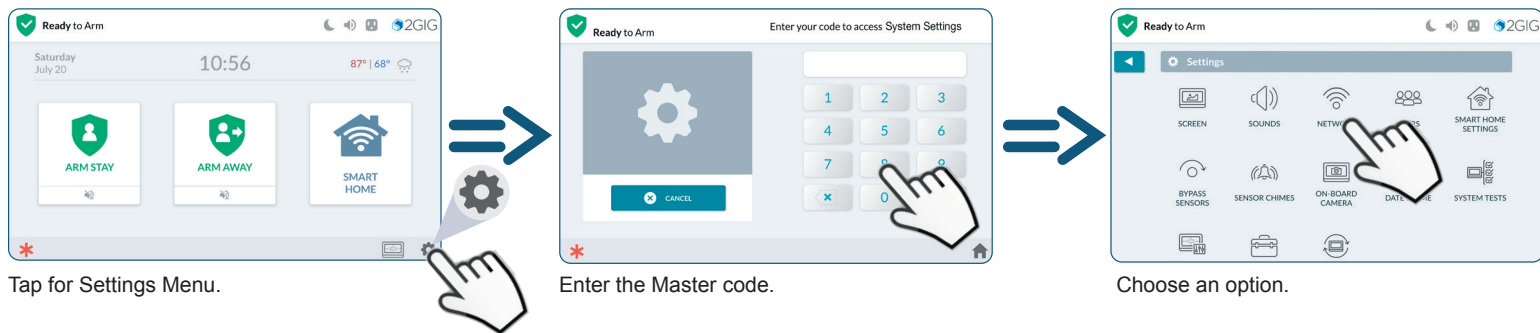 Ready to Arm
2GIG
Saturday
July 20
10:56
87° | 68°
ARM STAY
ARM AWAY
SMART
HOME
Tap for Settings Menu.
Ready to Arm
Enter your code to access System Settings
1 2 3
4 5 6
7
0
CANCEL
Enter the Master code.
Ready to Arm
2GIG
Settings
SCREEN
SOUNDS
SMART HOME
SETTINGS
BYPASS
SENSORS
SENSOR CHIMES
ON-BOARD
CAMERA
SYSTEM TESTS
Choose an option.